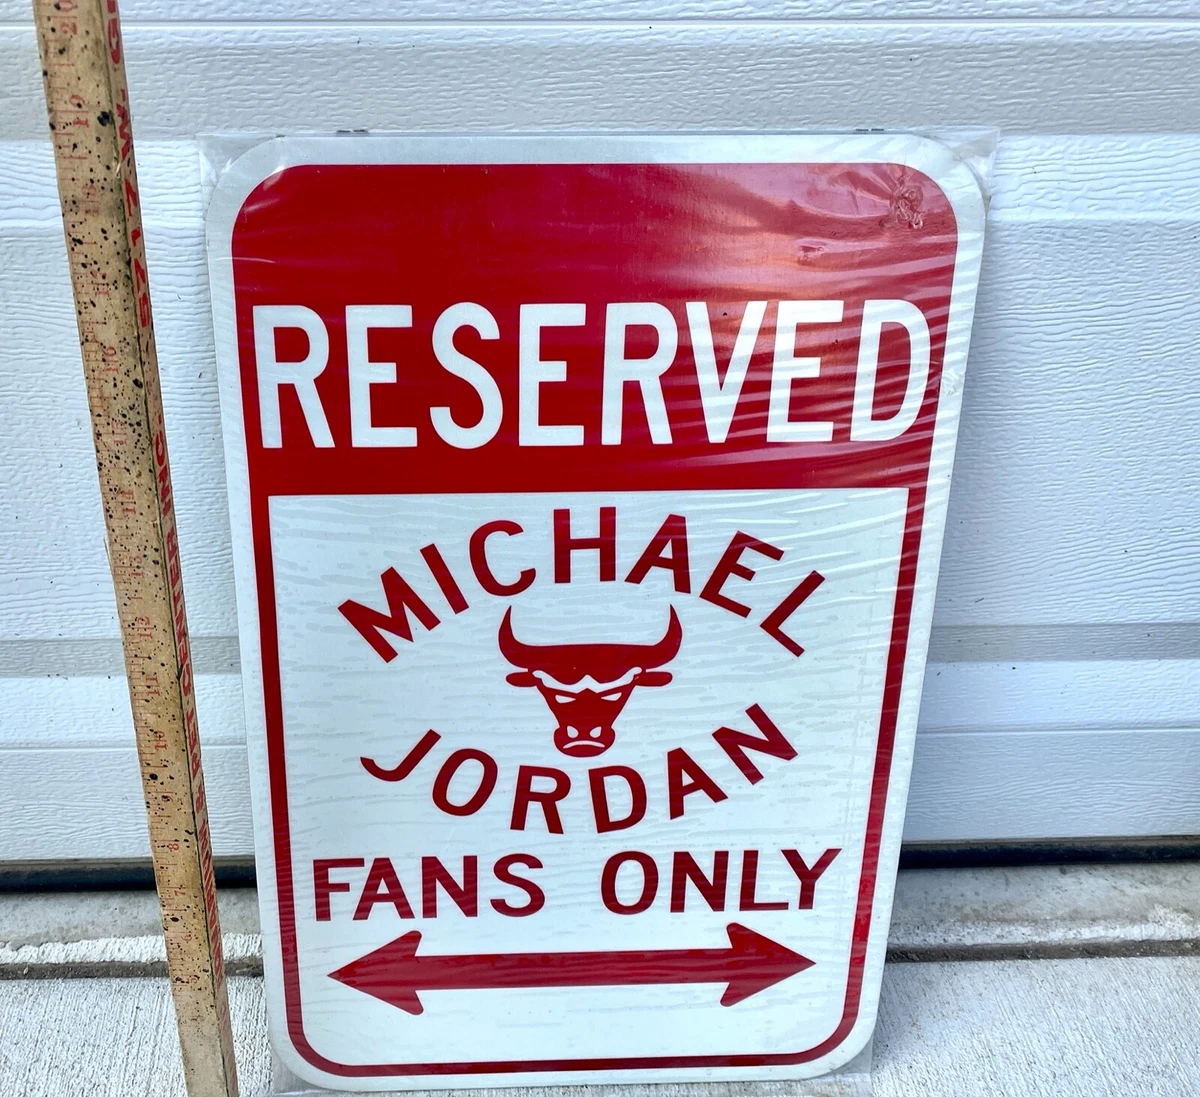 RESERVED
MICHAEL
JORDAN
FANS ONLY